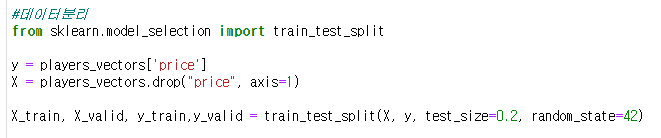 #데이터분리
from sklearn.model_selection import train_test_split
y = players_vectors['price']
X = players_vectors.drop("price", axis=1)
X_train, X_valid, y_train,y_valid = train_test_split(X, y, test_size=0.2, random_state=42)